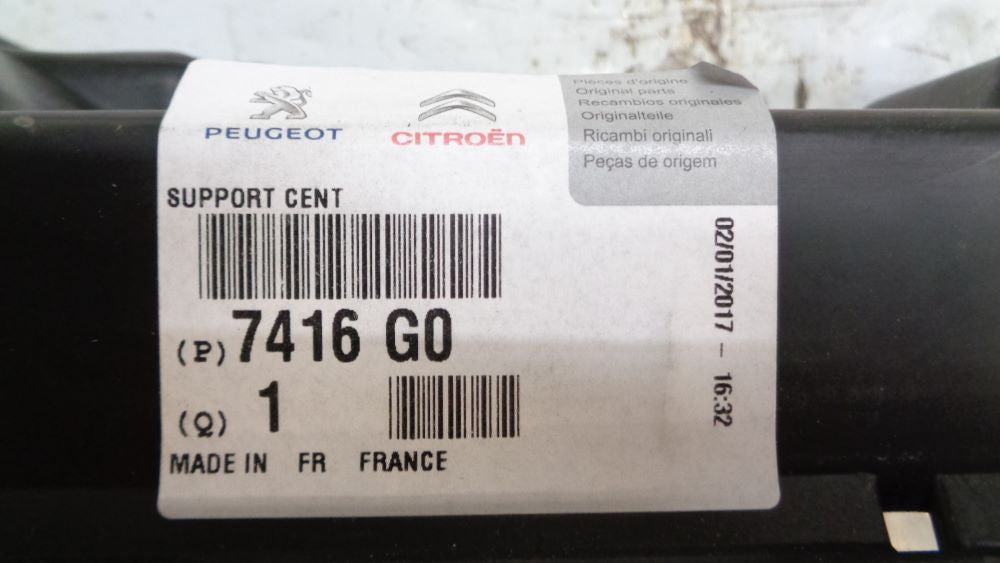 PEUGEOT
CITROËN
Pièces d'origine
Original parts
Recambios originales
Originalteile
Ricambi originali
Peças de origem
SUPPORT CENT
(P) 7416 G0
(Q) 1
MADE IN FR FRANCE
02/01/2017 - 16:32